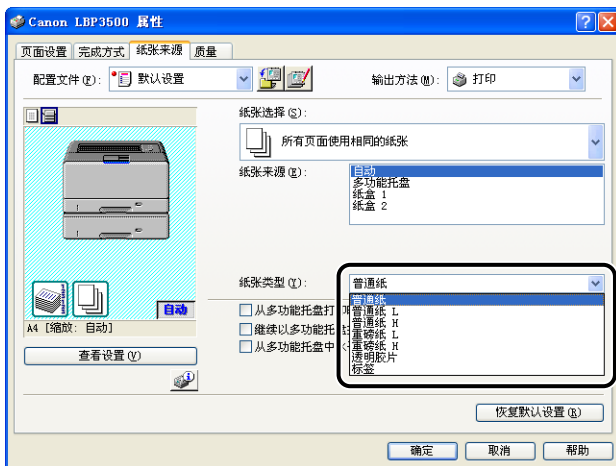 Canon LBP3500 属性
页面设置 完成方式 纸张来源 质量
配置文件(F): 默认设置 输出方法(M): 打印
纸张选择(S):
所有页面使用相同的纸张
纸张来源(E):
自动
多功能托盘
纸盒 1
纸盒 2
纸张类型(Y): 普通纸
普通纸
普通纸 L
普通纸 H
重磅纸 L
重磅纸 H
透明胶片
标签
从多功能托盘打印
继续以多功能托盘
从多功能托盘中
自动
A4 [缩放: 自动]
查看设置(V)
恢复默认设置(R)
确定 取消 帮助